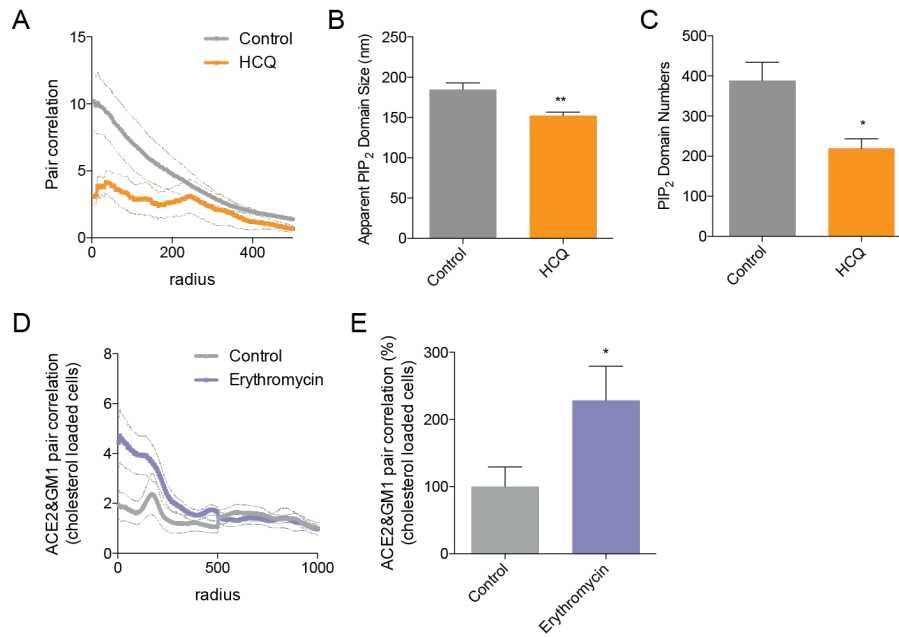 A
Control
HCQ
Pair correlation
15
10
5
0
0
200
400
radius
B
Apparent PIP2 Domain Size (nm)
250
200
150
100
50
0
**
Control
HCQ
C
PIP2 Domain Numbers
500
400
300
200
100
0
*
Control
HCQ
D
Control
Erythromycin
ACE2&GM1 pair correlation
(cholesterol loaded cells)
8
6
4
2
0
0
500
1000
radius
E
ACE2&GM1 pair correlation (%)
(cholesterol loaded cells)
300
200
100
0
*
Control
Erythromycin